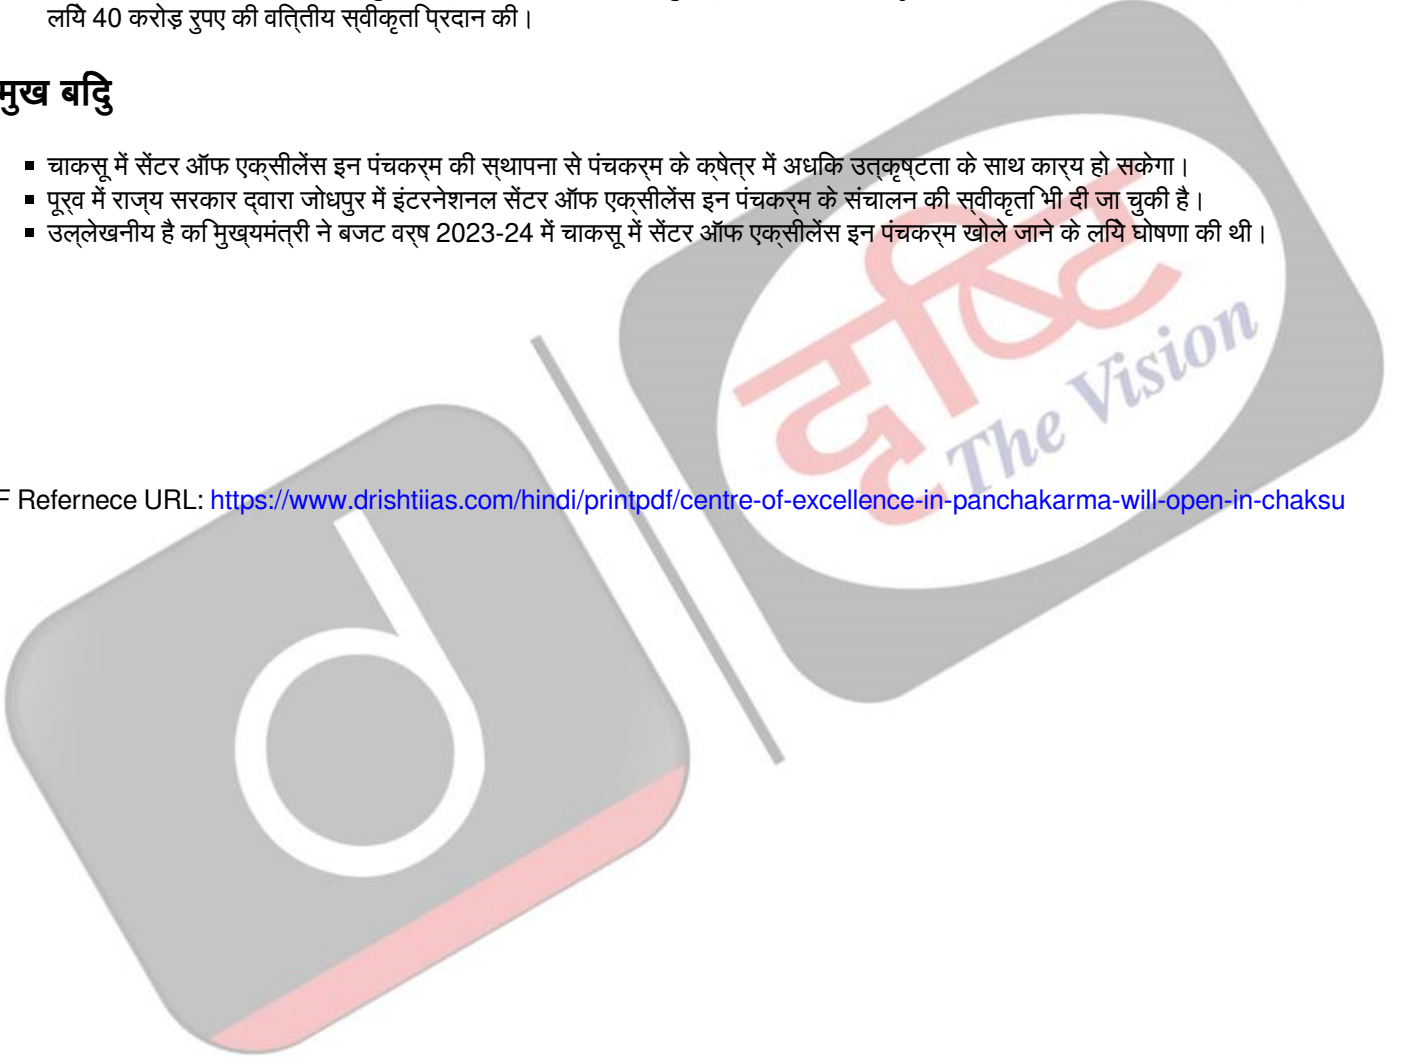 लिये 40 करोड़ रुपए की वित्तीय स्वीकृति प्रदान की।
मुख बिंदु
चाकसू में सेंटर ऑफ एक्सीलेंस इन पंचकर्म की स्थापना से पंचकर्म के क्षेत्र में अधिक उत्कृष्टता के साथ कार्य हो सकेगा।
पूर्व में राज्य सरकार द्वारा जोधपुर में इंटरनेशनल सेंटर ऑफ एक्सीलेंस इन पंचकर्म के संचालन की स्वीकृति भी दी जा चुकी है।
उल्लेखनीय है कि मुख्यमंत्री ने बजट वर्ष 2023-24 में चाकसू में सेंटर ऑफ एक्सीलेंस इन पंचकर्म खोले जाने के लिये घोषणा की थी।
दृष्टि
The Vision
F Refernece URL: https://www.drishtiias.com/hindi/printpdf/centre-of-excellence-in-panchakarma-will-open-in-chaksu